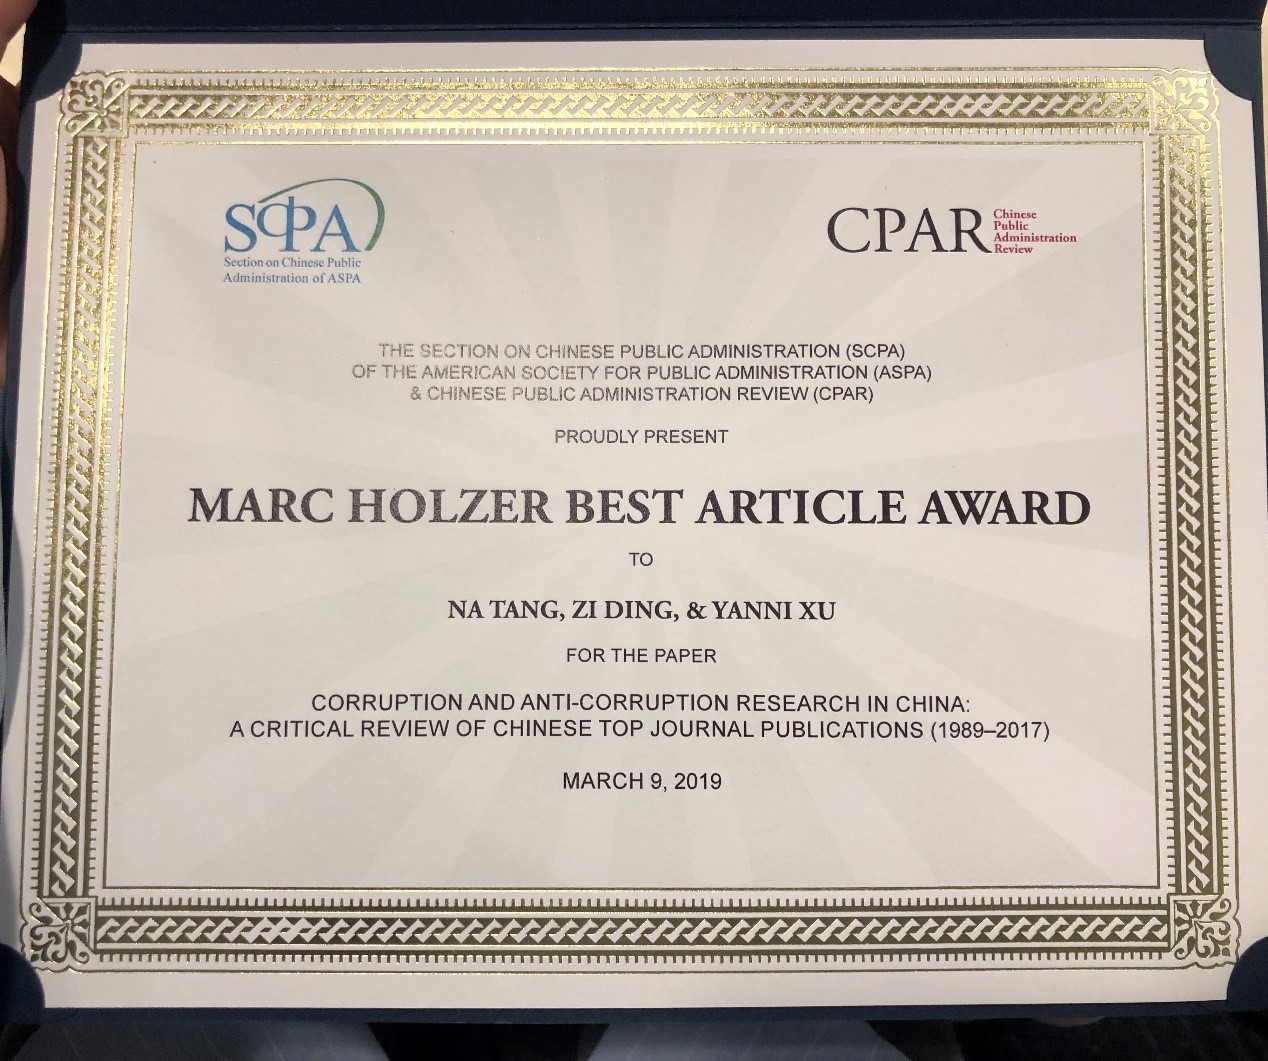 SCPA
Section on Chinese Public
Administration of ASPA
CPAR
Chinese
Public
Administration
Review
THE SECTION ON CHINESE PUBLIC ADMINISTRATION (SCPA)
OF THE AMERICAN SOCIETY FOR PUBLIC ADMINISTRATION (ASPA)
& CHINESE PUBLIC ADMINISTRATION REVIEW (CPAR)
PROUDLY PRESENT
MARC HOLZER BEST ARTICLE AWARD
TO
NA TANG, ZI DING, & YANNI XU
FOR THE PAPER
CORRUPTION AND ANTI-CORRUPTION RESEARCH IN CHINA:
A CRITICAL REVIEW OF CHINESE TOP JOURNAL PUBLICATIONS (1989–2017)
MARCH 9, 2019